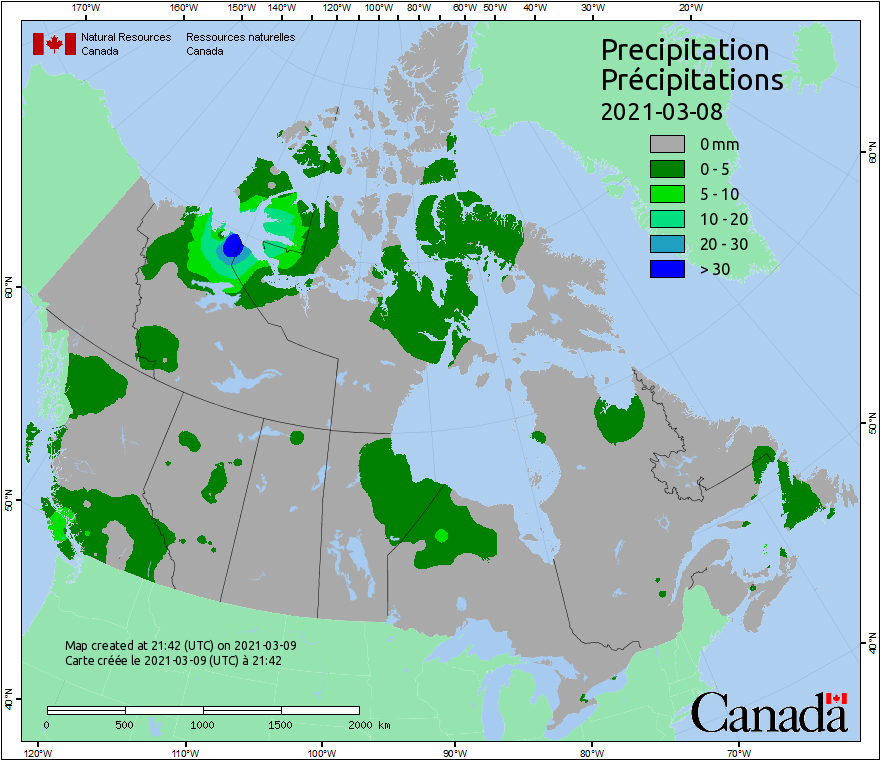 170°W 160°W 150°W 140°W 120°W 100°W 80°W 60°W 50°W 40°W 30°W 20°W
Natural Resources Ressources naturelles
Canada Canada
Precipitation
Précipitations
2021-03-08
0 mm
0 - 5
5 - 10
10 - 20
20 - 30
> 30
60°N 60°N
50°N 50°N
40°N 40°N
Map created at 21:42 (UTC) on 2021-03-09
Carte créée le 2021-03-09 (UTC) à 21:42
0 500 1000 1500 2000 km
Canada
120°W 110°W 100°W 90°W 80°W 70°W